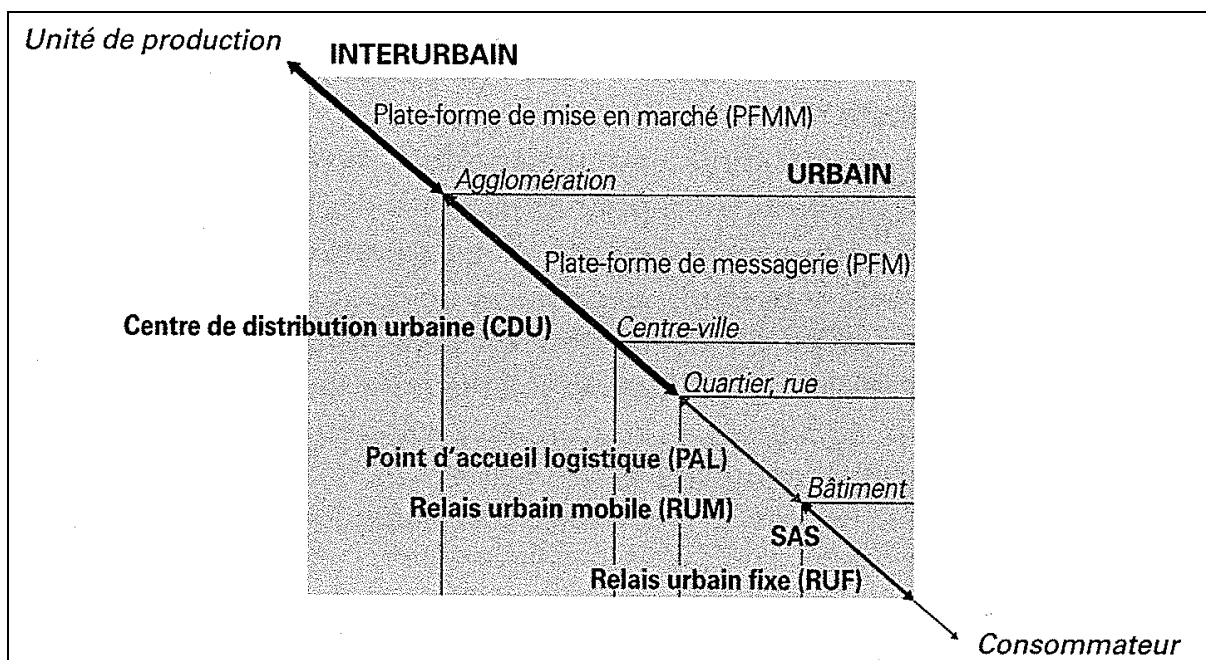 Unité de production
INTERURBAIN
Plate-forme de mise en marché (PFMM)
Agglomération
URBAIN
Plate-forme de messagerie (PFM)
Centre de distribution urbaine (CDU)
Centre-ville
Quartier, rue
Point d'accueil logistique (PAL)
Bâtiment
Relais urbain mobile (RUM)
SAS
Relais urbain fixe (RUF)
Consommateur